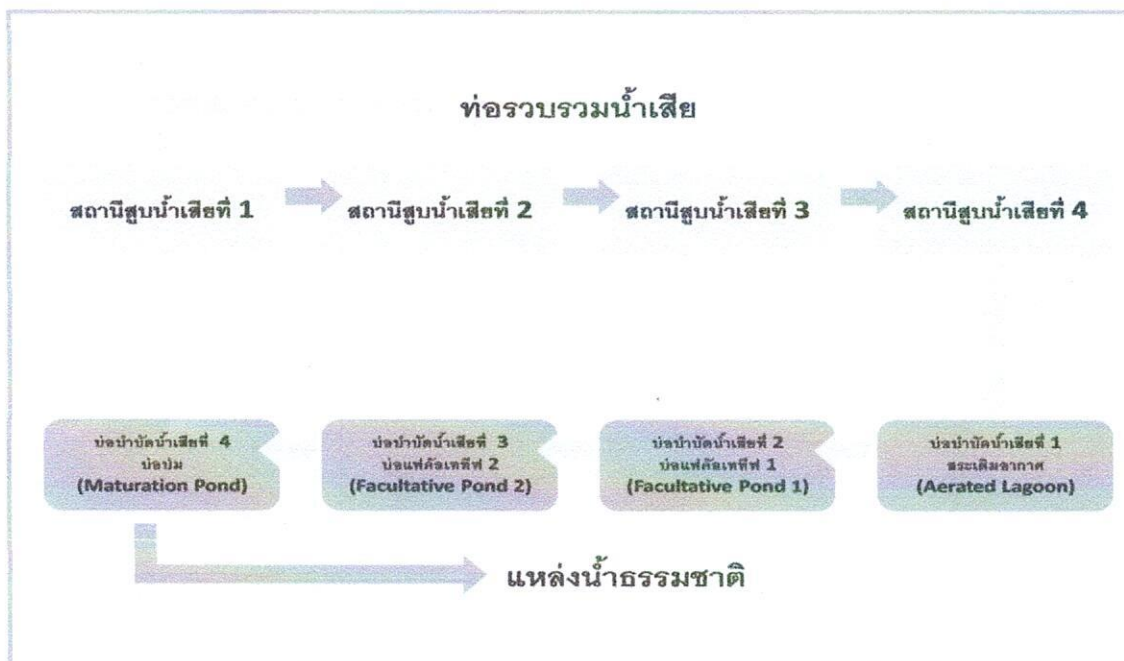 ท่อรวบรวมน้ำเสีย
สถานีสูบน้ำเสียที่ 1
สถานีสูบน้ำเสียที่ 2
สถานีสูบน้ำเสียที่ 3
สถานีสูบน้ำเสียที่ 4
บ่อบำบัดน้ำเสียที่ 4
บ่อบ่ม
(Maturation Pond)
บ่อบำบัดน้ำเสียที่ 3
บ่อแฟคัลเททีฟ 2
(Facultative Pond 2)
บ่อบำบัดน้ำเสียที่ 2
บ่อแฟคัลเททีฟ 1
(Facultative Pond 1)
บ่อบำบัดน้ำเสียที่ 1
สระเติมอากาศ
(Aerated Lagoon)
แหล่งน้ำธรรมชาติ